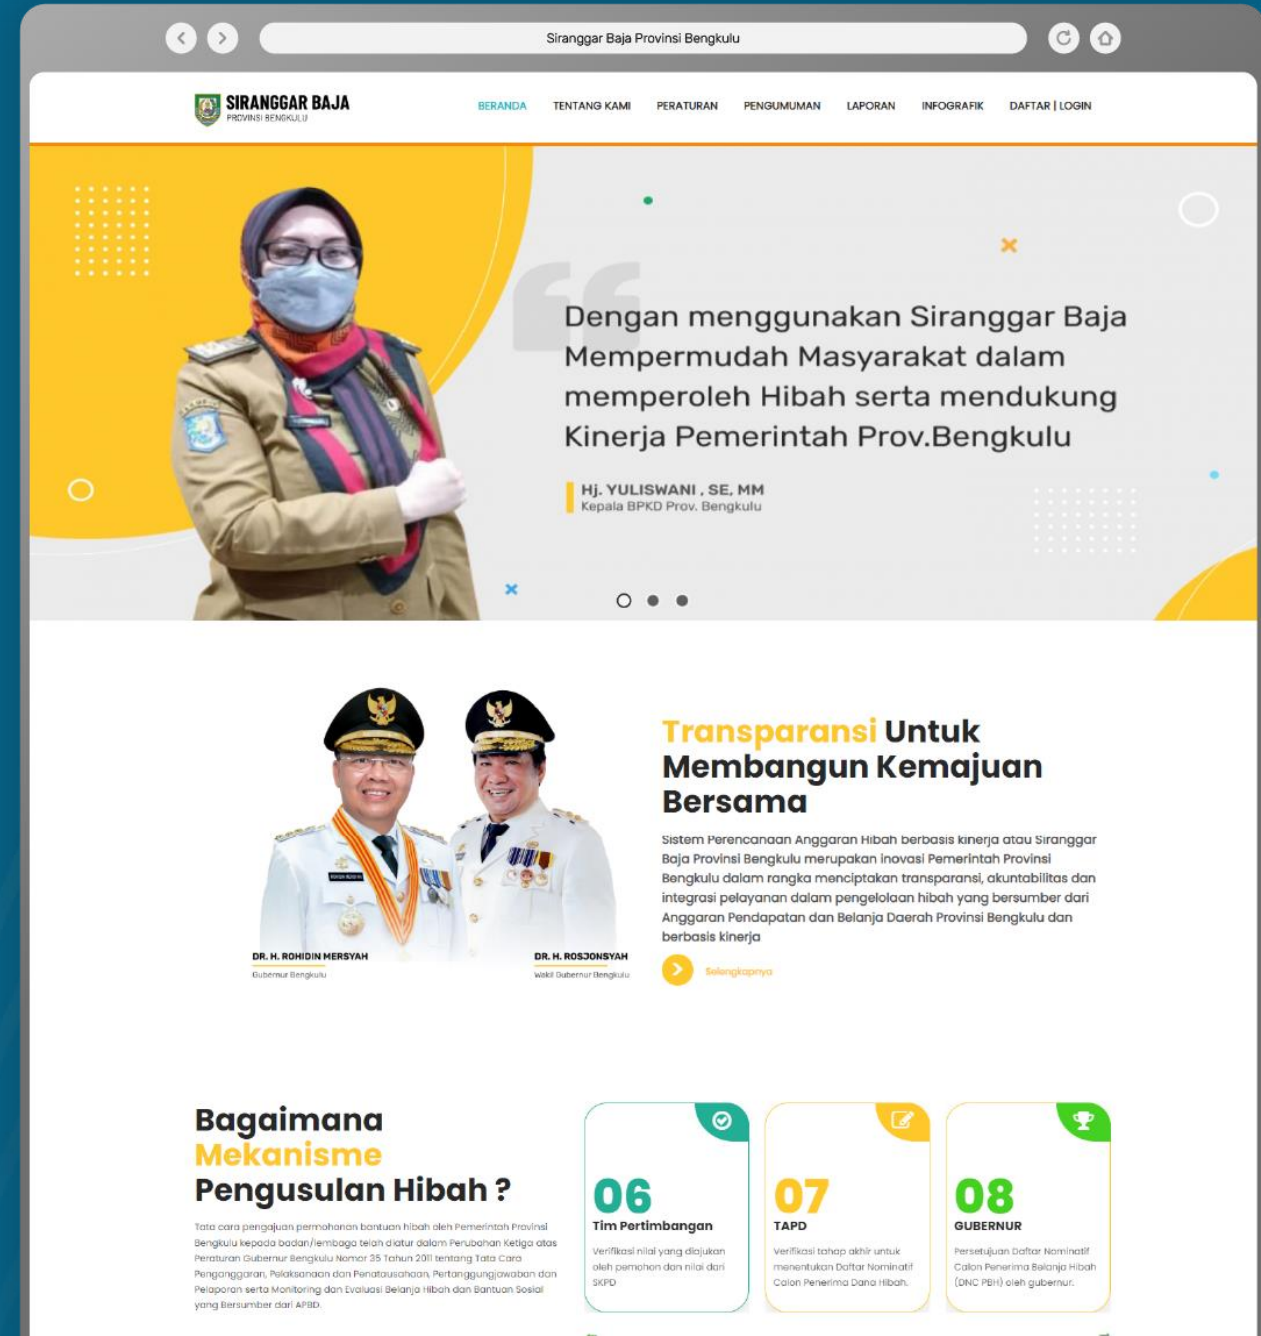 Siranggar Baja Provinsi Bengkulu
SIRANGGAR BAJA
PROVINSI BENGKULU
BERANDA TENTANG KAMI PERATURAN PENGUMUMAN LAPORAN INFOGRAFIK DAFTAR | LOGIN
Dengan menggunakan Siranggar Baja
Mempermudah Masyarakat dalam
memperoleh Hibah serta mendukung
Kinerja Pemerintah Prov.Bengkulu
Hj. YULISWANI , SE, MM
Kepala BPKD Prov. Bengkulu
DR. H. ROHIDIN MERSYAH
Gubernur Bengkulu
DR. H. ROSJONSYAH
Wakil Gubernur Bengkulu
Transparansi Untuk
Membangun Kemajuan
Bersama
Sistem Perencanaan Anggaran Hibah berbasis kinerja atau Siranggar
Baja Provinsi Bengkulu merupakan inovasi Pemerintah Provinsi
Bengkulu dalam rangka menciptakan transparansi, akuntabilitas dan
integrasi pelayanan dalam pengelolaan hibah yang bersumber dari
Anggaran Pendapatan dan Belanja Daerah Provinsi Bengkulu dan
berbasis kinerja
Selengkapnya
Bagaimana
Mekanisme
Pengusulan Hibah ?
Tata cara pengajuan permohonan bantuan hibah oleh Pemerintah Provinsi
Bengkulu kepada badan/lembaga telah diatur dalam Perubahan Ketiga atas
Peraturan Gubernur Bengkulu Nomor 35 Tahun 2011 tentang Tata Cara
Penganggaran, Pelaksanaan dan Penatausahaan, Pertanggungjawaban dan
Pelaporan serta Monitoring dan Evaluasi Belanja Hibah dan Bantuan Sosial
yang Bersumber dari APBD.
06
Tim Pertimbangan
Verifikasi nilai yang diajukan
oleh pemohon dan nilai dari
SKPD
07
TAPD
Verifikasi tahap akhir untuk
menentukan Daftar Nominatif
Calon Penerima Dana Hibah.
08
GUBERNUR
Persetujuan Daftar Nominatif
Calon Penerima Belanja Hibah
(DNC PBH) oleh gubernur.